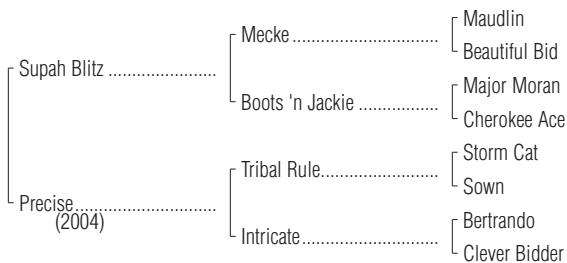 Maudlin
Mecke ................................
Beautiful Bid
Supah Blitz .......................
Major Moran
Boots 'n Jackie .................
Cherokee Ace
Storm Cat
Tribal Rule..........................
Sown
Precise..............................
(2004)
Bertrando
Intricate..............................
Clever Bidder